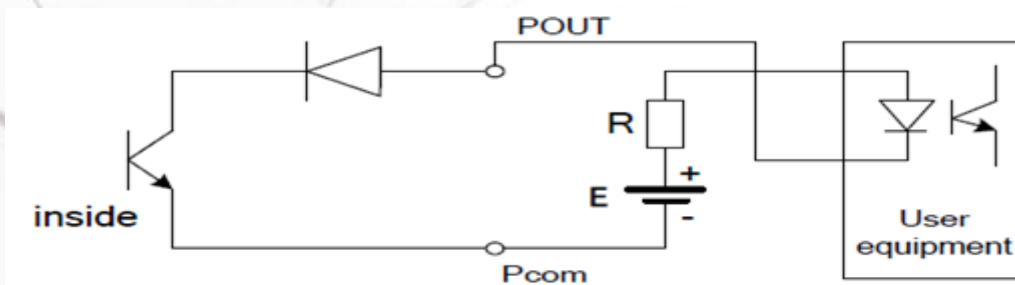 POUT
R
+
E
-
inside
Pcom
User
equipment